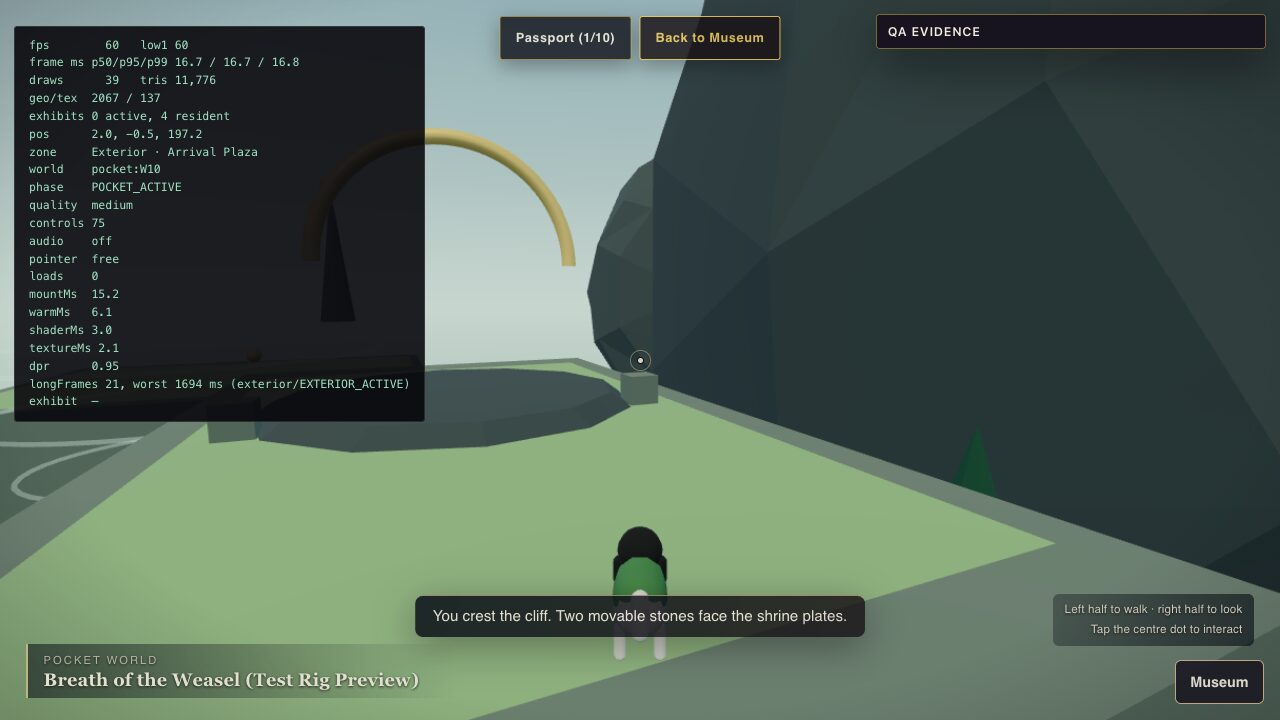 fps 60 low1 60
frame ms p50/p95/p99 16.7 / 16.7 / 16.8
draws 39 tris 11,776
geo/tex 2067 / 137
exhibits 0 active, 4 resident
pos 2.0, −0.5, 197.2
zone Exterior · Arrival Plaza
world pocket:W10
phase POCKET_ACTIVE
quality medium
controls 75
audio off
pointer free
loads 0
mountMs 15.2
warmMs 6.1
shaderMs 3.0
textureMs 2.1
dpr 0.95
longFrames 21, worst 1694 ms (exterior/EXTERIOR_ACTIVE)
exhibit —
Passport (1/10)
Back to Museum
QA EVIDENCE
You crest the cliff. Two movable stones face the shrine plates.
Left half to walk · right half to look
Tap the centre dot to interact
POCKET WORLD
Breath of the Weasel (Test Rig Preview)
Museum